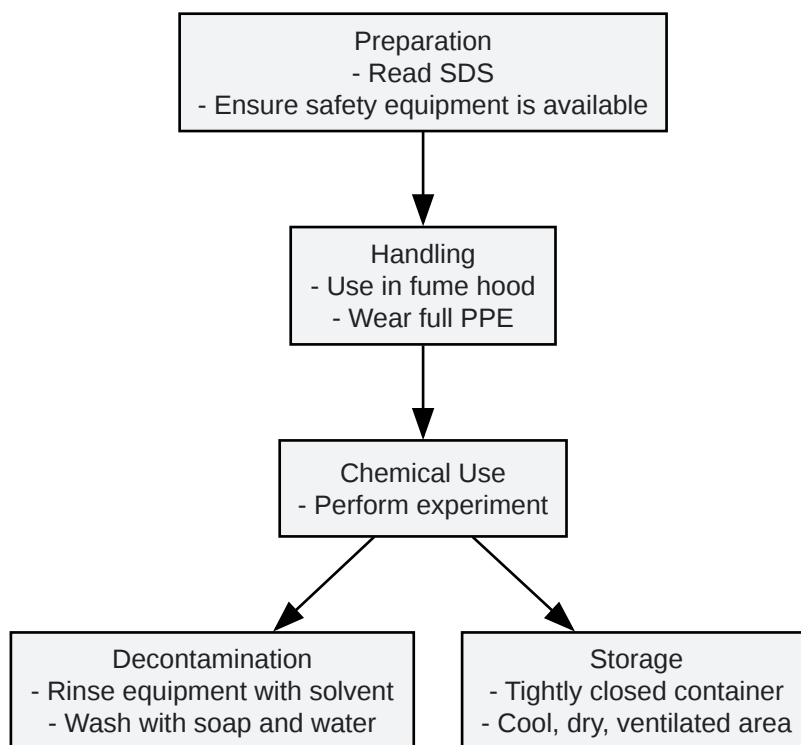 Preparation
- Read SDS
- Ensure safety equipment is available
Handling
- Use in fume hood
- Wear full PPE
Chemical Use
- Perform experiment
Decontamination
- Rinse equipment with solvent
- Wash with soap and water
Storage
- Tightly closed container
- Cool, dry, ventilated area